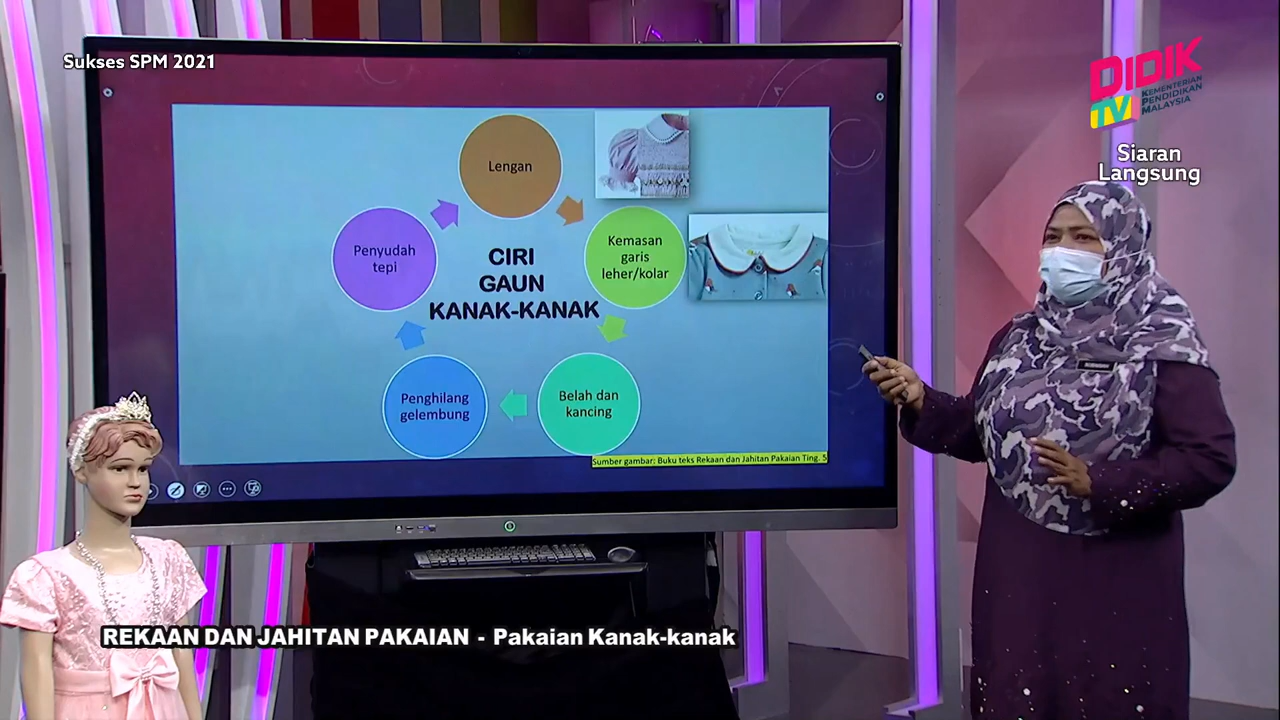 Sukses SPM 2021
DIDIK
TV
KEMENTERIAN
PENDIDIKAN
MALAYSIA
Siaran
Langsung
Lengan
Kemasan
garis
leher/kolar
Belah dan
kancing
Penghilang
gelembung
Penyudah
tepi
CIRI
GAUN
KANAK-KANAK
Sumber gambar: Buku teks Rekaan dan Jahitan Pakaian Ting. 5
REKAAN DAN JAHITAN PAKAIAN - Pakaian Kanak-kanak